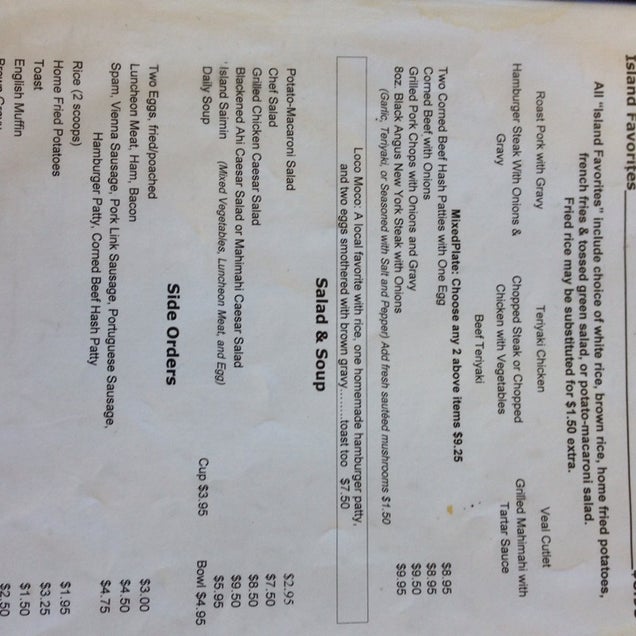 Island Favorites
All "Island Favorites" include choice of white rice, brown rice, home fried potatoes,
french fries & tossed green salad, or potato-macaroni salad.
Fried rice may be substituted for $1.50 extra.
Roast Pork with Gravy Teriyaki Chicken Veal Cutlet
Hamburger Steak With Onions & Chopped Steak or Chopped Grilled Mahimahi with
Gravy Chicken with Vegetables Tartar Sauce
Beef Teriyaki
MixedPlate: Choose any 2 above items $9.25
Two Corned Beef Hash Patties with One Egg $8.95
Corned Beef with Onions $8.95
Grilled Pork Chops with Onions and Gravy $9.50
8oz. Black Angus New York Steak with Onions $9.95
(Garlic, Teriyaki, or Seasoned with Salt and Pepper) Add fresh sautéed mushrooms $1.50
Loco Moco: A local favorite with rice, one homemade hamburger patty,
and two eggs smothered with brown gravy........toast too $7.50
Salad & Soup
Potato-Macaroni Salad $2.95
Chef Salad $7.50
Grilled Chicken Caesar Salad $8.50
Blackened Ahi Caesar Salad or Mahimahi Caesar Salad $9.50
Island Saimin (Mixed Vegetables, Luncheon Meat, and Egg) $5.95
Daily Soup Cup $3.95 Bowl $4.95
Side Orders
Two Eggs, fried/poached $3.00
Luncheon Meat, Ham, Bacon $4.50
Spam, Vienna Sausage, Pork Link Sausage, Portuguese Sausage, $4.75
Hamburger Patty, Corned Beef Hash Patty
Rice (2 scoops) $1.95
Home Fried Potatoes $3.25
Toast $1.50
English Muffin $2.50
Brown Gravy